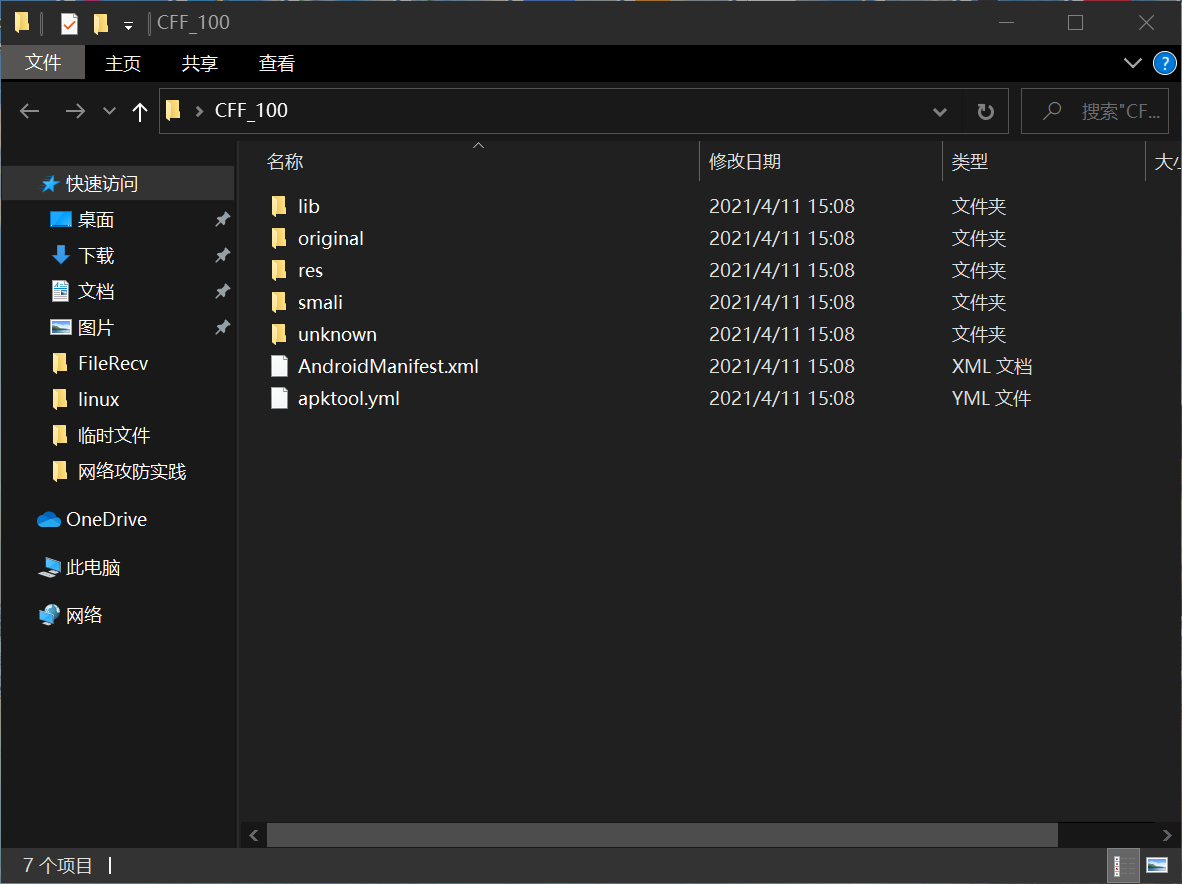 CFF_100
文件 主页 共享 查看
CFF_100 搜索"CF...
名称 修改日期 类型 大小
快速访问
桌面
下载
文档
图片
FileRecv
linux
临时文件
网络攻防实践
OneDrive
此电脑
网络
lib 2021/4/11 15:08 文件夹
original 2021/4/11 15:08 文件夹
res 2021/4/11 15:08 文件夹
smali 2021/4/11 15:08 文件夹
unknown 2021/4/11 15:08 文件夹
AndroidManifest.xml 2021/4/11 15:08 XML 文档
apktool.yml 2021/4/11 15:08 YML 文件
7 个项目